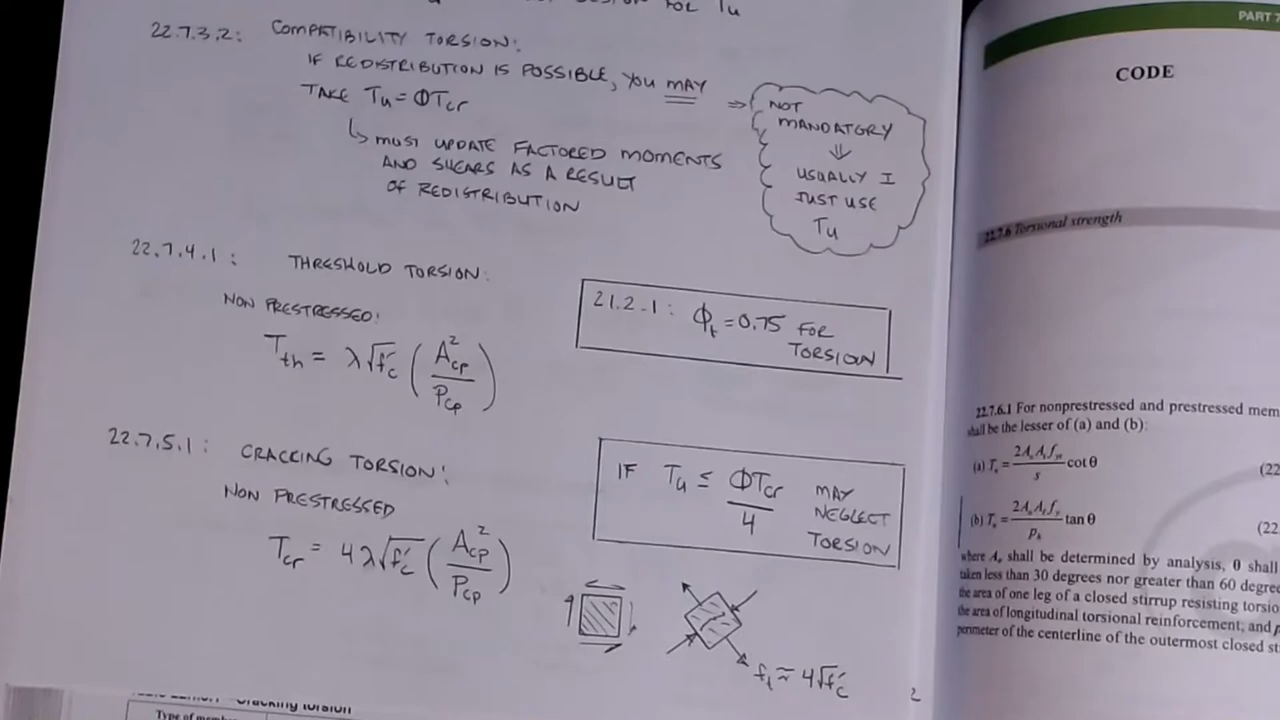 FOR Tu
22.7.3.2: COMPATIBILITY TORSION:
IF REDISTRIBUTION IS POSSIBLE, YOU MAY
TAKE Tu = ΦTcr
↳ MUST UPDATE FACTORED MOMENTS
AND SHEARS AS A RESULT
OF REDISTRIBUTION
⇒ NOT
MANDATORY
⇓
USUALLY I
JUST USE
Tu
22.7.4.1: THRESHOLD TORSION:
NON PRESTRESSED:
Tth = λ√f'c (A²cp / Pcp)
21.2.1: Φt = 0.75 FOR
TORSION
22.7.5.1: CRACKING TORSION:
NON PRESTRESSED
Tcr = 4λ√f'c (A²cp / Pcp)
IF Tu ≤ ΦTcr / 4 MAY
NEGLECT
TORSION
ft ≈ 4√f'c
2
Cracking torsion
Type of
PART 7
CODE
22.7.6 Torsional strength
22.7.6.1 For nonprestressed and prestressed mem
shall be the lesser of (a) and (b):
(a) Tn = 2AoAtfyt / s cot θ
(22
(b) Tn = 2AoAlfy / ph tan θ
(22
where Ao shall be determined by analysis, θ shall
taken less than 30 degrees nor greater than 60 degre
the area of one leg of a closed stirrup resisting torsio
the area of longitudinal torsional reinforcement; and p
perimeter of the centerline of the outermost closed st